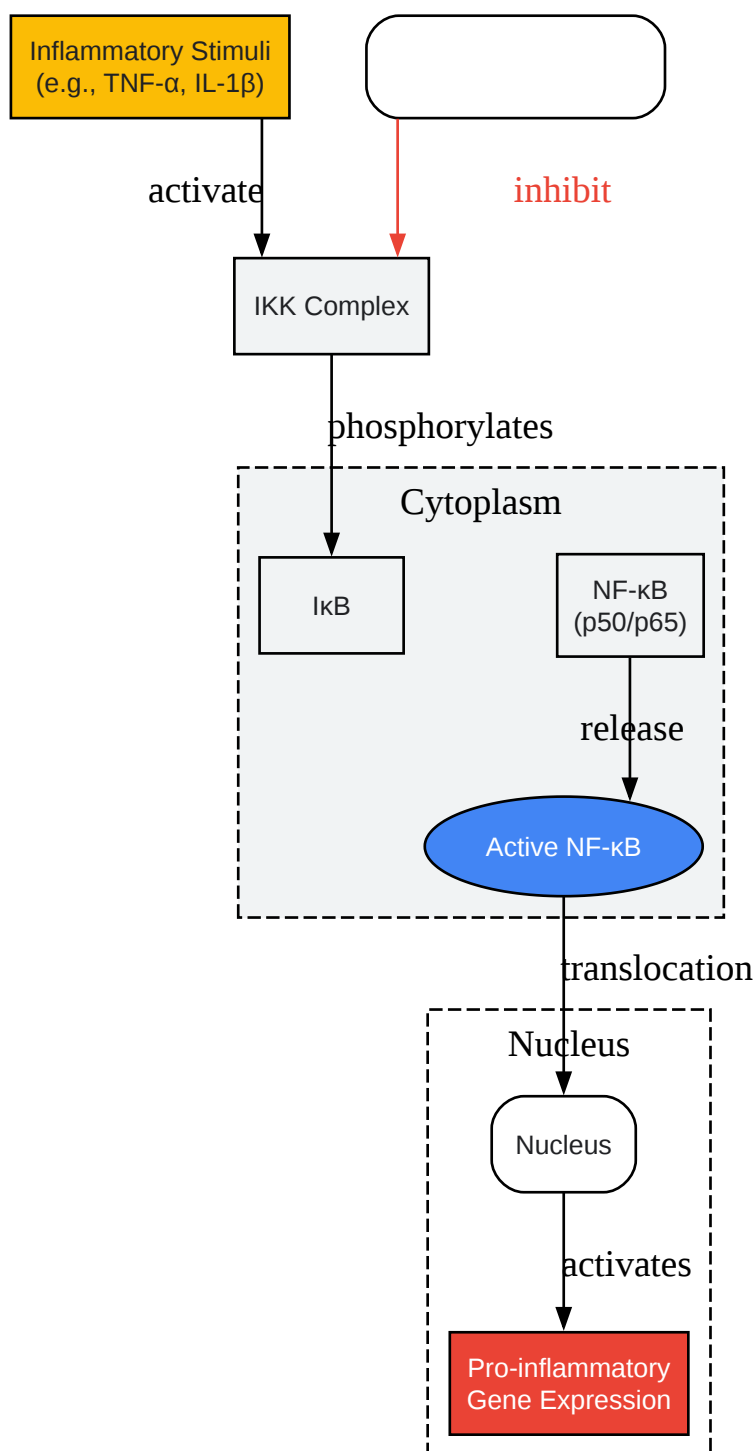 Inflammatory Stimuli
(e.g., TNF-α, IL-1β)
activate
inhibit
IKK Complex
phosphorylates
Cytoplasm
IκB
NF-κB
(p50/p65)
release
Active NF-κB
translocation
Nucleus
Nucleus
activates
Pro-inflammatory
Gene Expression